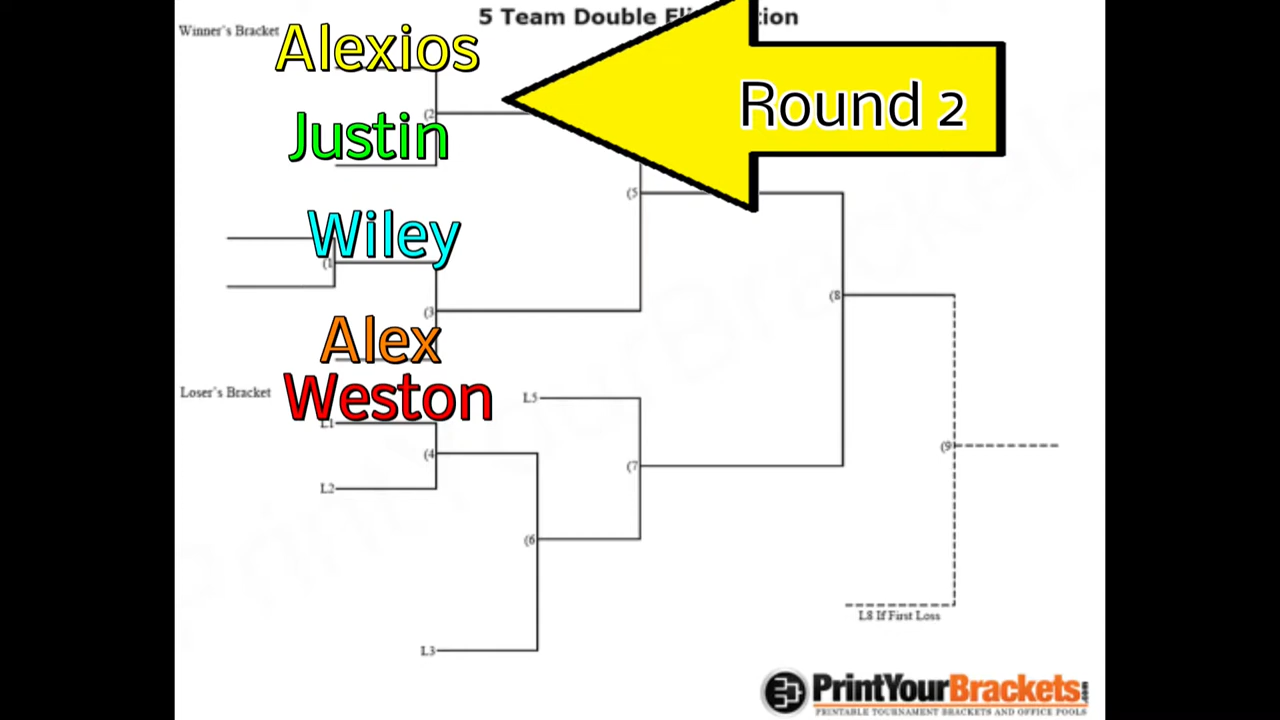 5 Team Double Eli tion
Winner's Bracket
Alexios
Round 2
(2
Justin
(5
Wiley
(1
(8
(3
Alex
Loser's Bracket
Weston
L5
L1
(9
(4
(7
L2
(6
L8 If First Loss
L3
PrintYourBrackets.com
PRINTABLE TOURNAMENT BRACKETS AND OFFICE POOLS